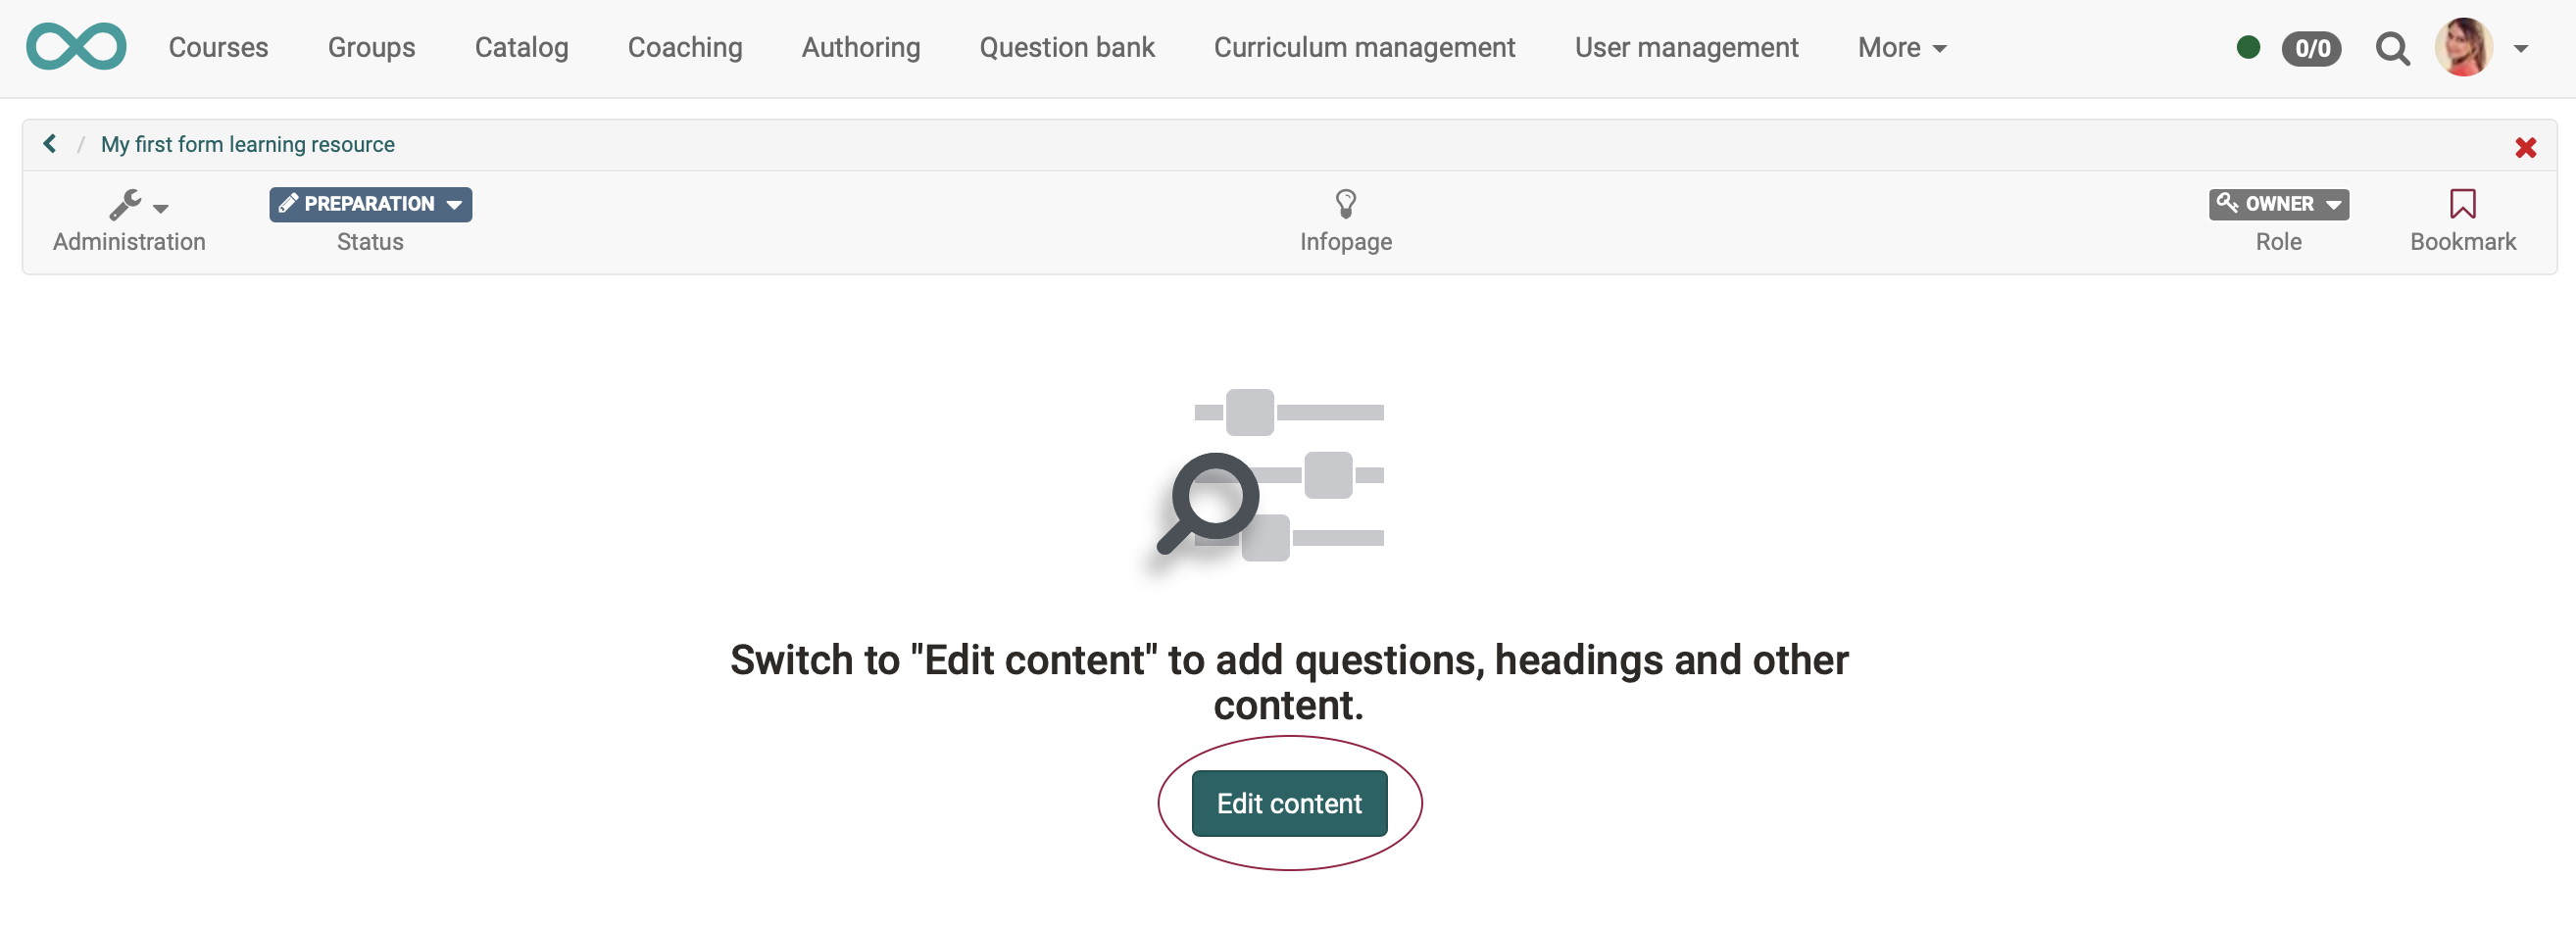 Courses Groups Catalog Coaching Authoring Question bank Curriculum management User management More 0/0
/ My first form learning resource
PREPARATION OWNER
Administration Status Infopage Role Bookmark
Switch to "Edit content" to add questions, headings and other
content.
Edit content